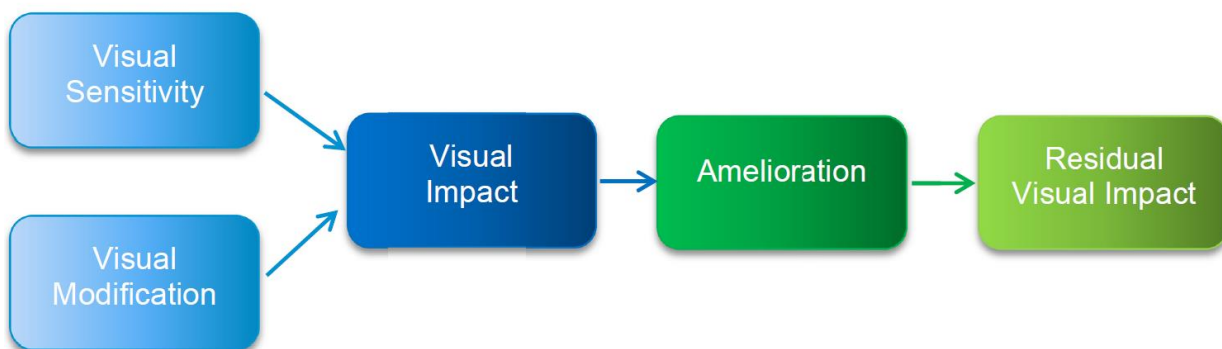 Visual
Sensitivity
Visual
Modification
Visual
Impact
Amelioration
Residual
Visual Impact